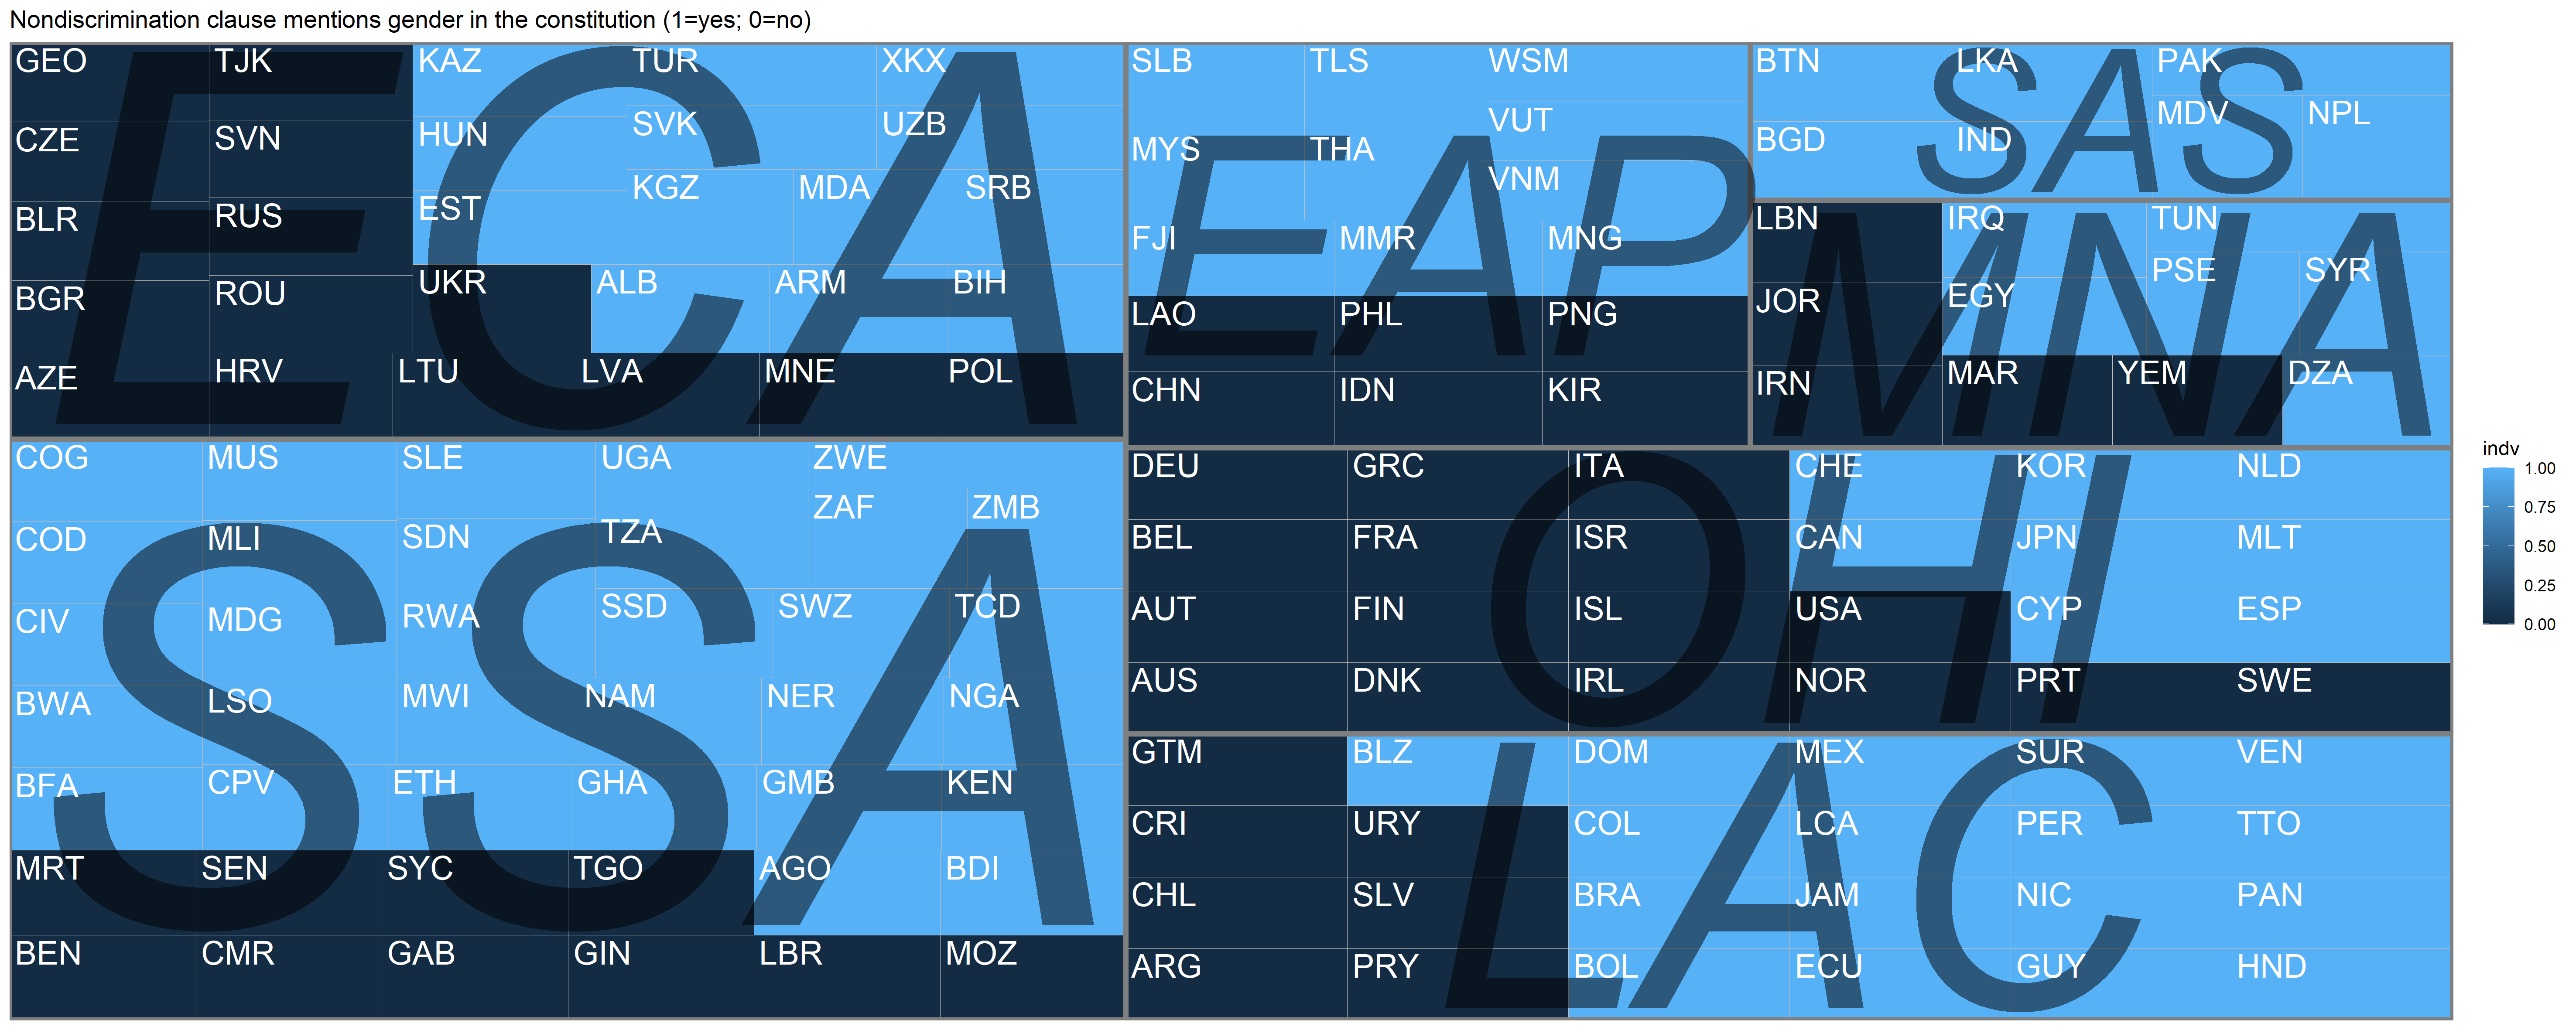 Nondiscrimination clause mentions gender in the constitution (1=yes; 0=no)
GEO TJK KAZ TUR XKX
CZE SVN HUN SVK UZB
BLR RUS EST KGZ MDA SRB
BGR ROU UKR ALB ARM BIH
AZE HRV LTU LVA MNE POL
ECA
SLB TLS WSM
MYS THA VUT
VNM
FJI MMR MNG
LAO PHL PNG
CHN IDN KIR
EAP
BTN LKA PAK
BGD IND MDV NPL
SAS
LBN IRQ TUN
JOR EGY PSE SYR
IRN MAR YEM DZA
MNA
COG MUS SLE UGA ZWE
COD MLI SDN TZA ZAF ZMB
CIV MDG RWA SSD SWZ TCD
BWA LSO MWI NAM NER NGA
BFA CPV ETH GHA GMB KEN
MRT SEN SYC TGO AGO BDI
BEN CMR GAB GIN LBR MOZ
SSA
DEU GRC ITA CHE KOR NLD
BEL FRA ISR CAN JPN MLT
AUT FIN ISL USA CYP ESP
AUS DNK IRL NOR PRT SWE
OHI
GTM BLZ DOM MEX SUR VEN
CRI URY COL LCA PER TTO
CHL SLV BRA JAM NIC PAN
ARG PRY BOL ECU GUY HND
LAC
indv
1.00
0.75
0.50
0.25
0.00